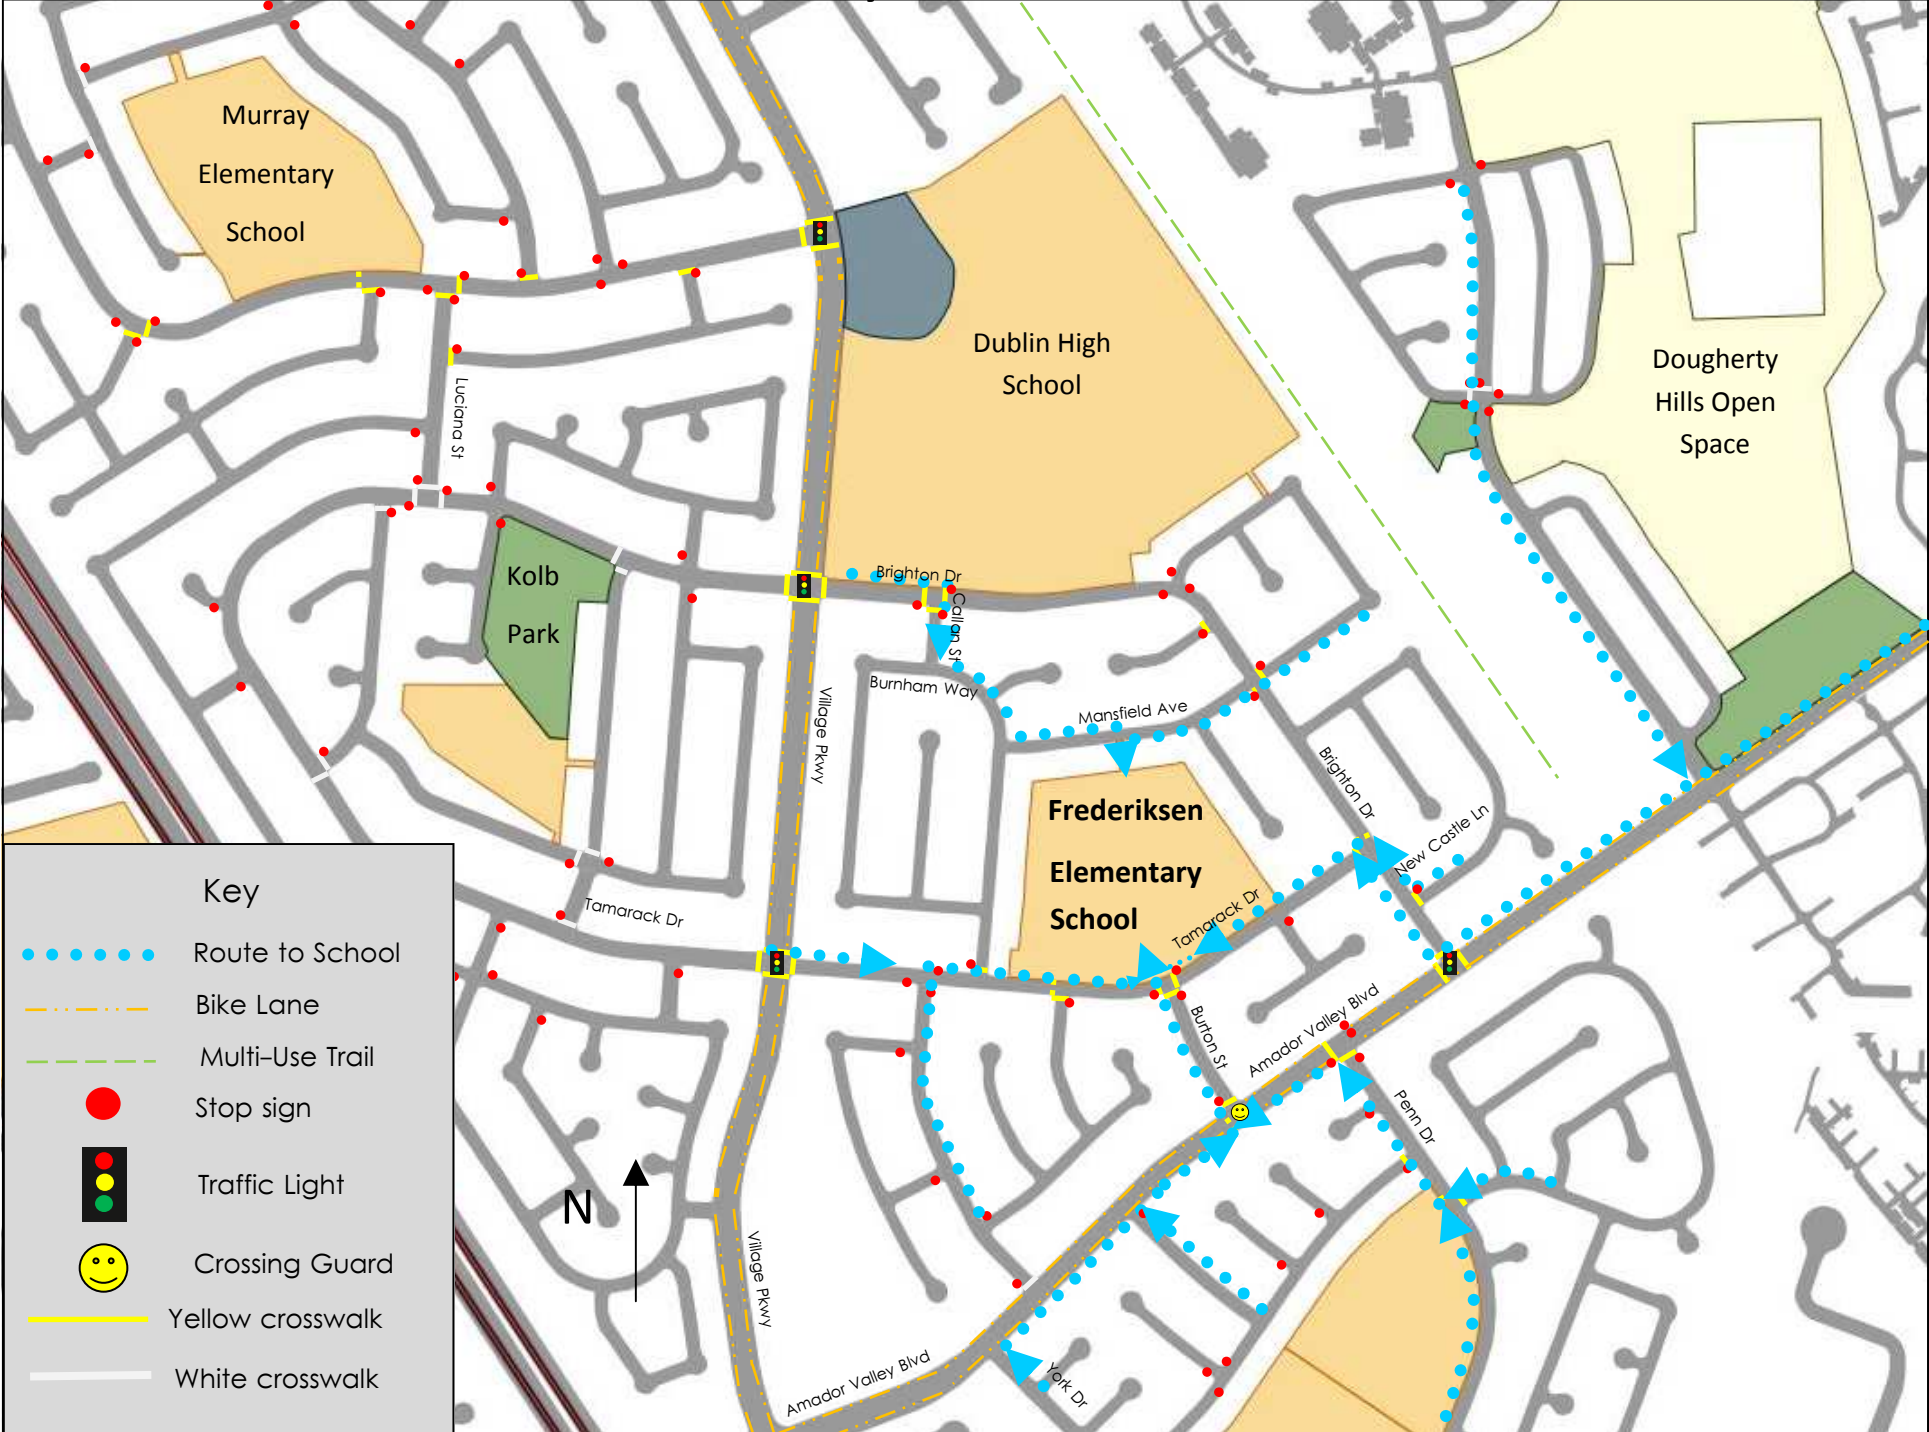 Murray
Elementary
School
Dublin High
School
Dougherty
Hills Open
Space
Luciana St
Kolb
Park
Brighton Dr
Callan St
Burnham Way
Mansfield Ave
Village Pkwy
Brighton Dr
New Castle Ln
Frederiksen
Elementary
School
Tamarack Dr
Tamarack Dr
Burton St
Amador Valley Blvd
Penn Dr
Village Pkwy
Amador Valley Blvd
York Dr
N
Key
Route to School
Bike Lane
Multi-Use Trail
Stop sign
Traffic Light
Crossing Guard
Yellow crosswalk
White crosswalk